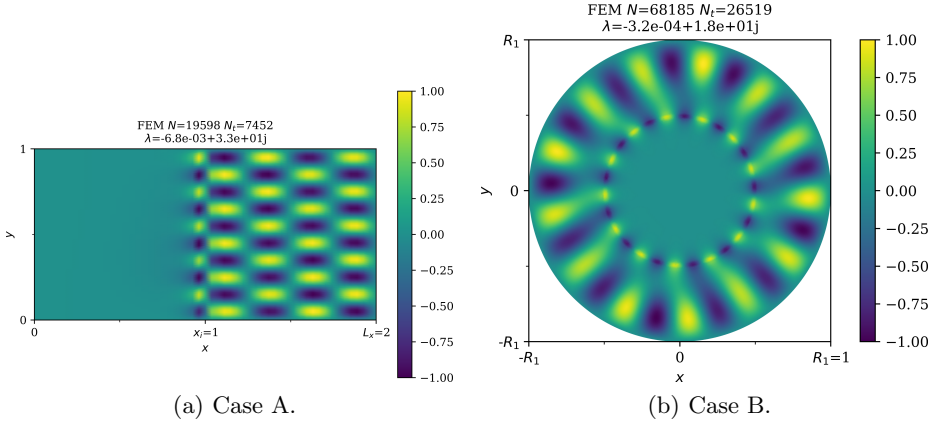 FEM N=19598 N_t=7452
λ=-6.8e-03+3.3e+01j
1
y
0
0
x_i=1
L_x=2
x
1.00
0.75
0.50
0.25
0.00
−0.25
−0.50
−0.75
−1.00
(a) Case A.
FEM N=68185 N_t=26519
λ=-3.2e-04+1.8e+01j
R_1
y
0
-R_1
-R_1
0
R_1=1
x
1.00
0.75
0.50
0.25
0.00
−0.25
−0.50
−0.75
−1.00
(b) Case B.